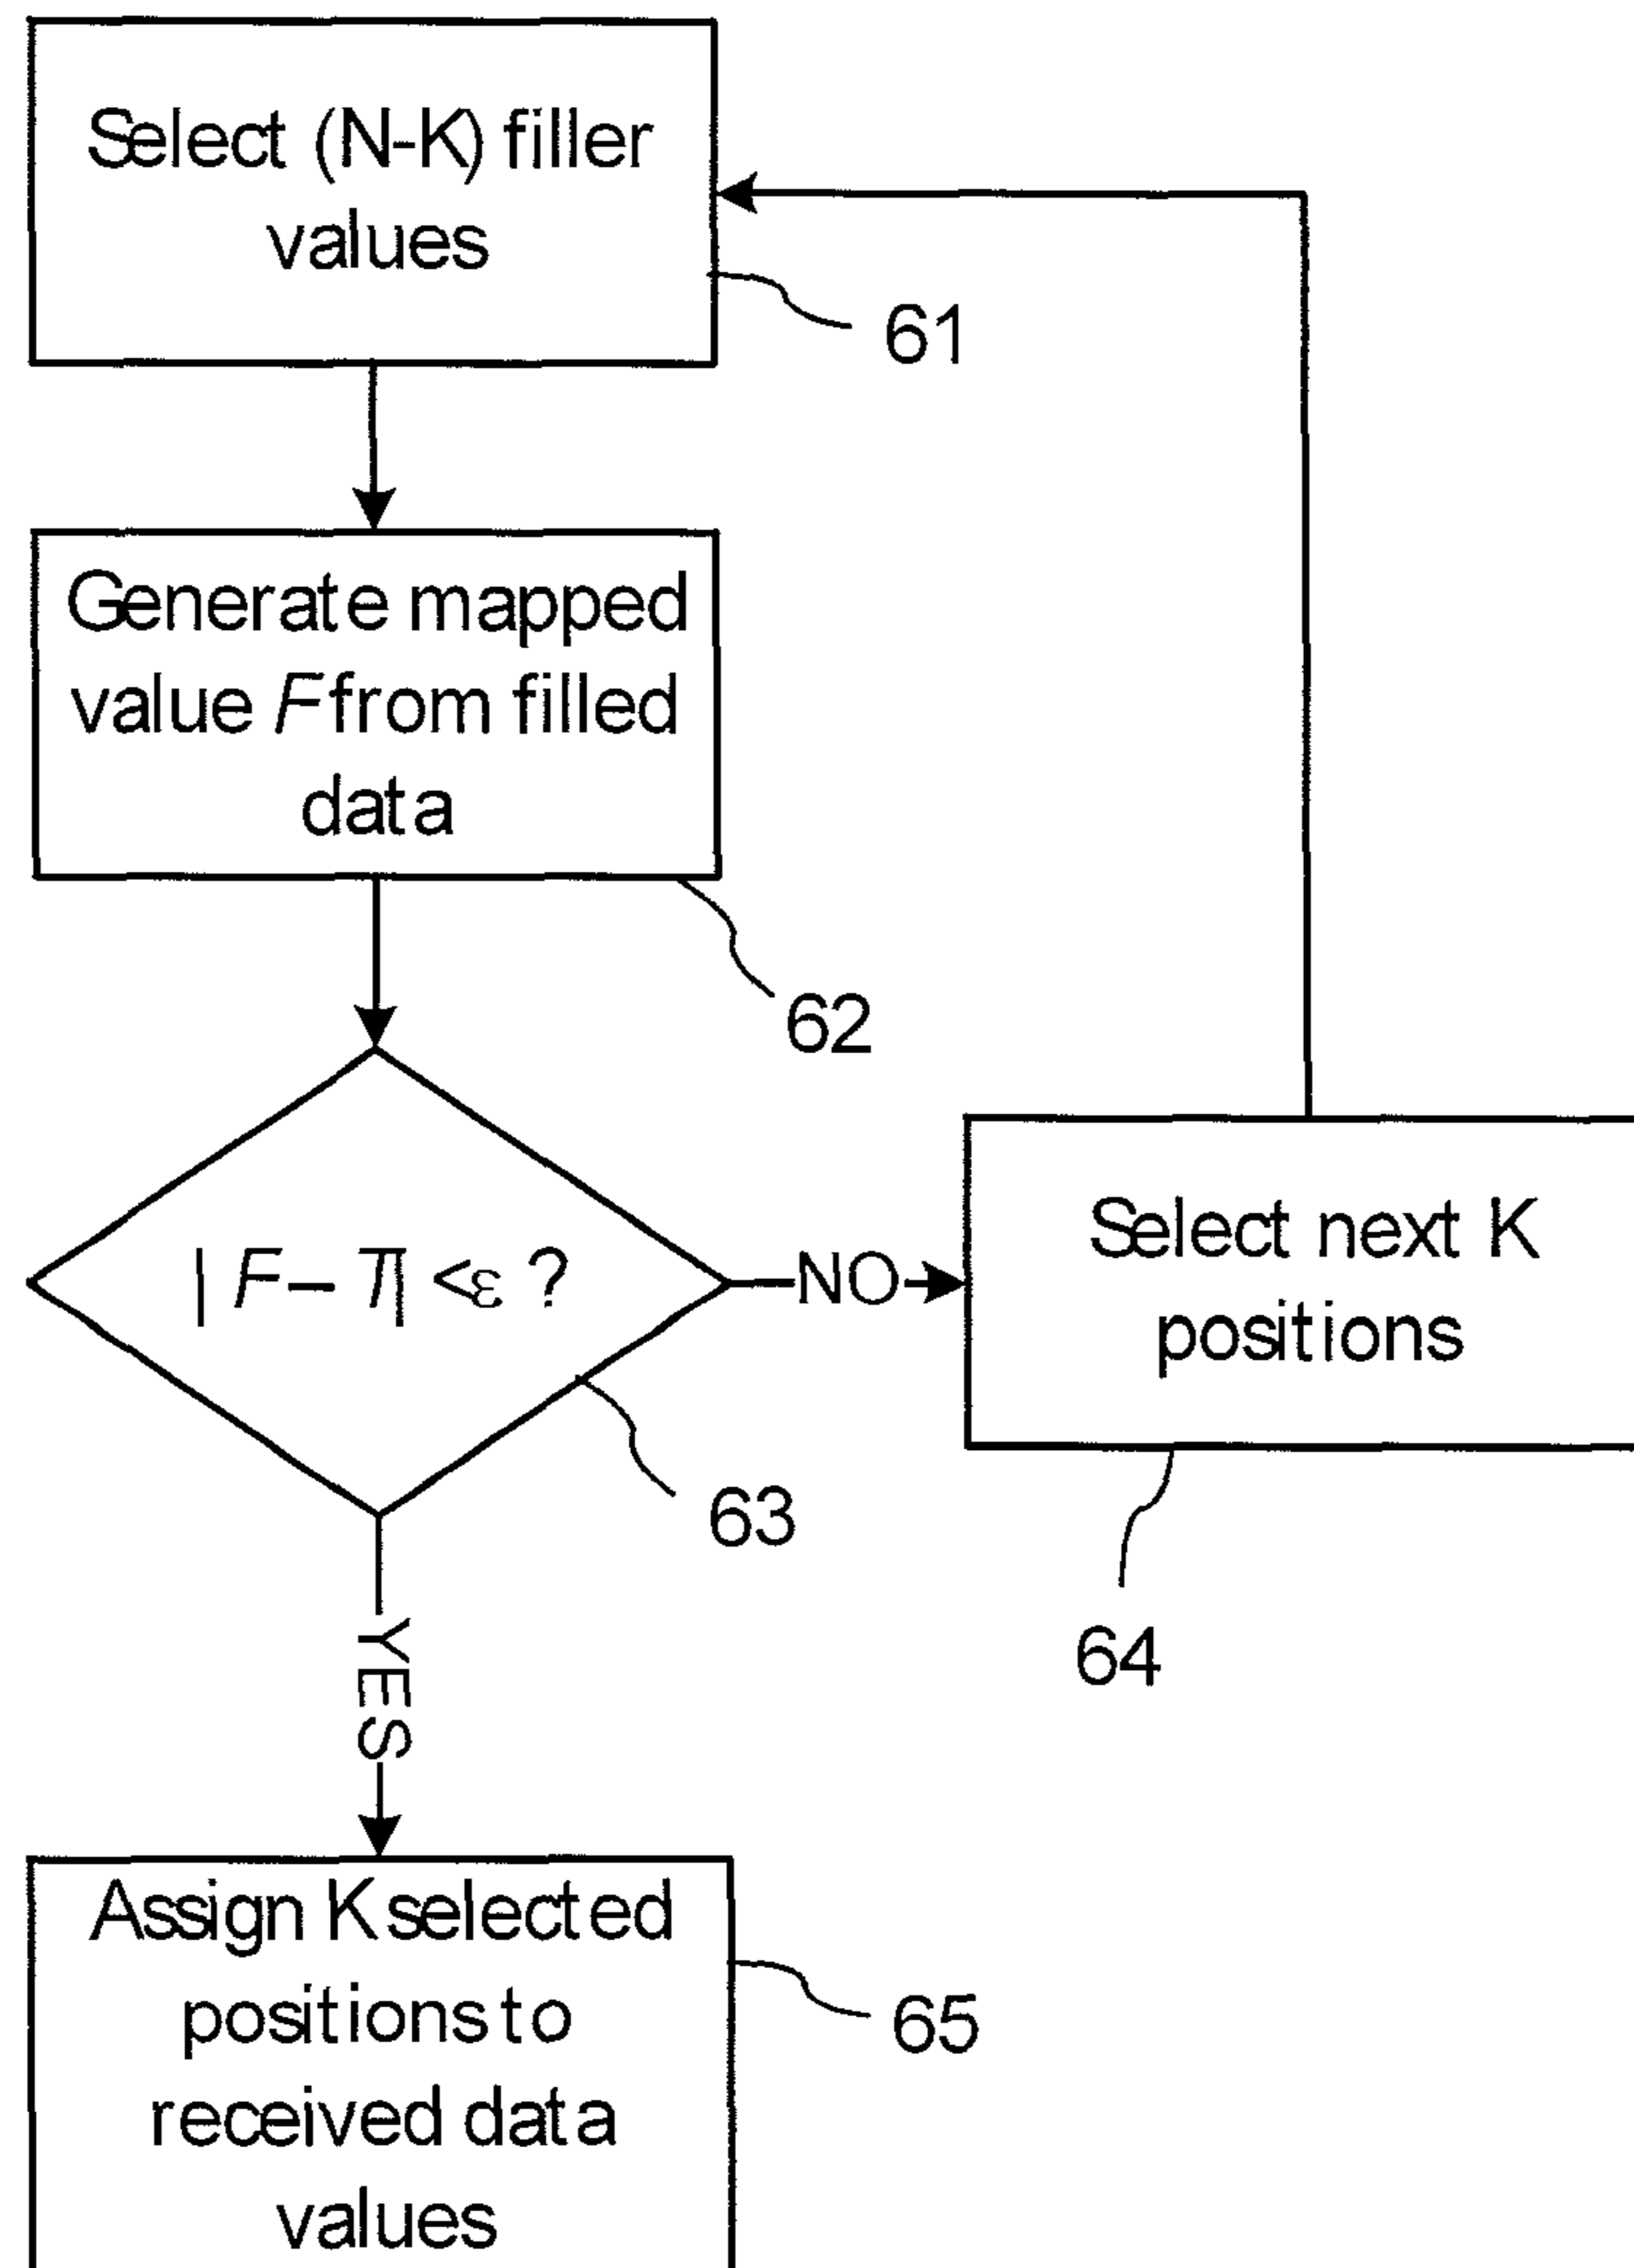 Select (N-K) filler
values
61
Generate mapped
value F from filled
data
62
| F – T| <ε ?
NO
Select next K
positions
63
64
YES
Assign K selected
positions to
received data
values
65